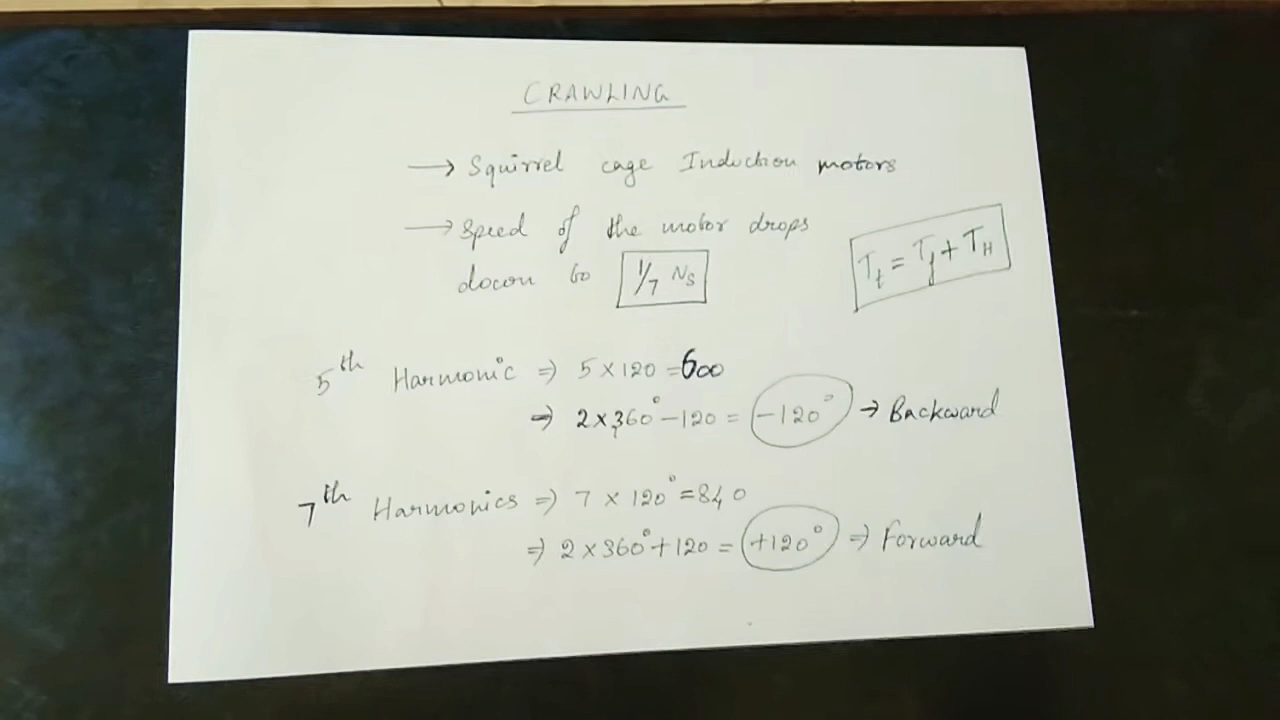 CRAWLING
→ Squirrel cage Induction motors
→ Speed of the motor drops
down to 1/7 Ns
Tt = Tf + TH
5th Harmonic ⇒ 5 × 120 = 600
⇒ 2 × 360° − 120 = −120° → Backward
7th Harmonics ⇒ 7 × 120° = 840
⇒ 2 × 360° + 120 = +120° ⇒ Forward